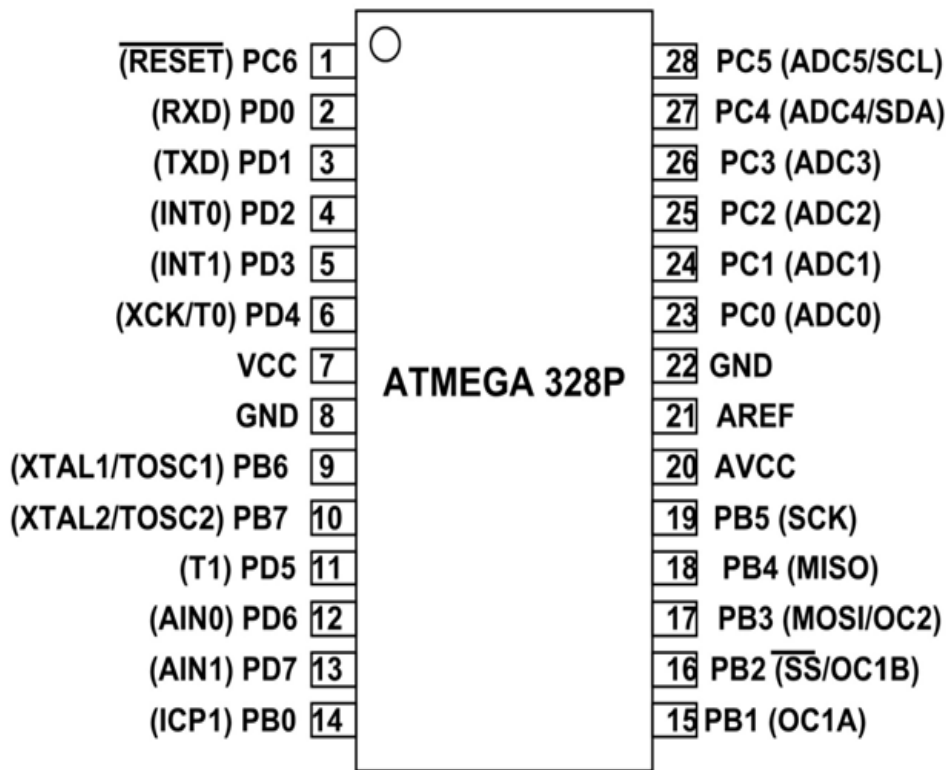 (RESET) PC6 1
(RXD) PD0 2
(TXD) PD1 3
(INT0) PD2 4
(INT1) PD3 5
(XCK/T0) PD4 6
VCC 7
GND 8
(XTAL1/TOSC1) PB6 9
(XTAL2/TOSC2) PB7 10
(T1) PD5 11
(AIN0) PD6 12
(AIN1) PD7 13
(ICP1) PB0 14
ATMEGA 328P
28 PC5 (ADC5/SCL)
27 PC4 (ADC4/SDA)
26 PC3 (ADC3)
25 PC2 (ADC2)
24 PC1 (ADC1)
23 PC0 (ADC0)
22 GND
21 AREF
20 AVCC
19 PB5 (SCK)
18 PB4 (MISO)
17 PB3 (MOSI/OC2)
16 PB2 (SS/OC1B)
15 PB1 (OC1A)